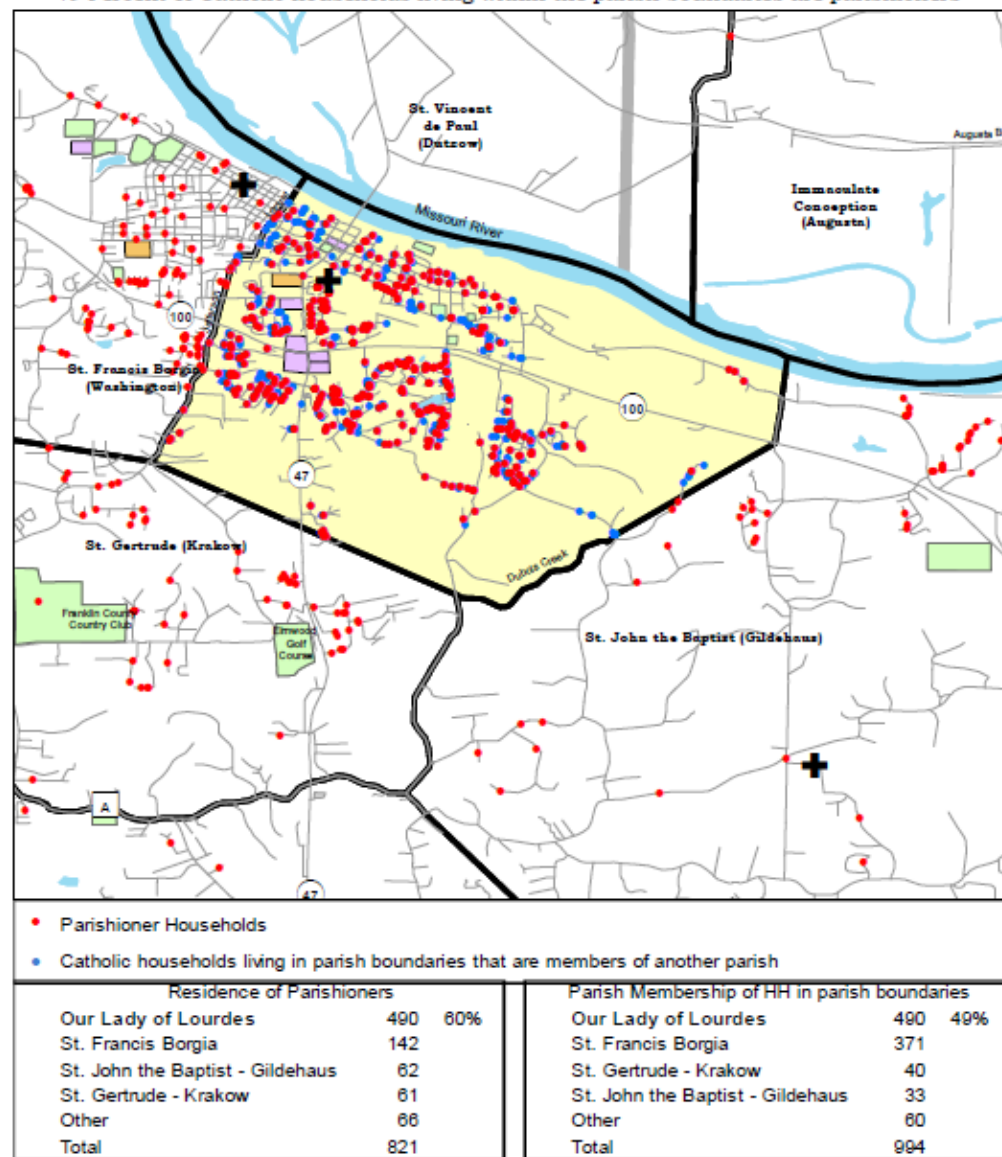 St. Vincent
de Paul
(Dutzow)
Augusta B
Immaculate
Conception
(Augusta)
Missouri River
100
St. Francis Borgia
(Washington)
100
47
St. Gertrude (Krakow)
Dubois Creek
Franklin County
Country Club
Elmwood
Golf
Course
St. John the Baptist (Gildehaus)
A
47
Parishioner Households
Catholic households living in parish boundaries that are members of another parish
Residence of Parishioners
Our Lady of Lourdes 490 60%
St. Francis Borgia 142
St. John the Baptist - Gildehaus 62
St. Gertrude - Krakow 61
Other 66
Total 821
Parish Membership of HH in parish boundaries
Our Lady of Lourdes 490 49%
St. Francis Borgia 371
St. Gertrude - Krakow 40
St. John the Baptist - Gildehaus 33
Other 60
Total 994